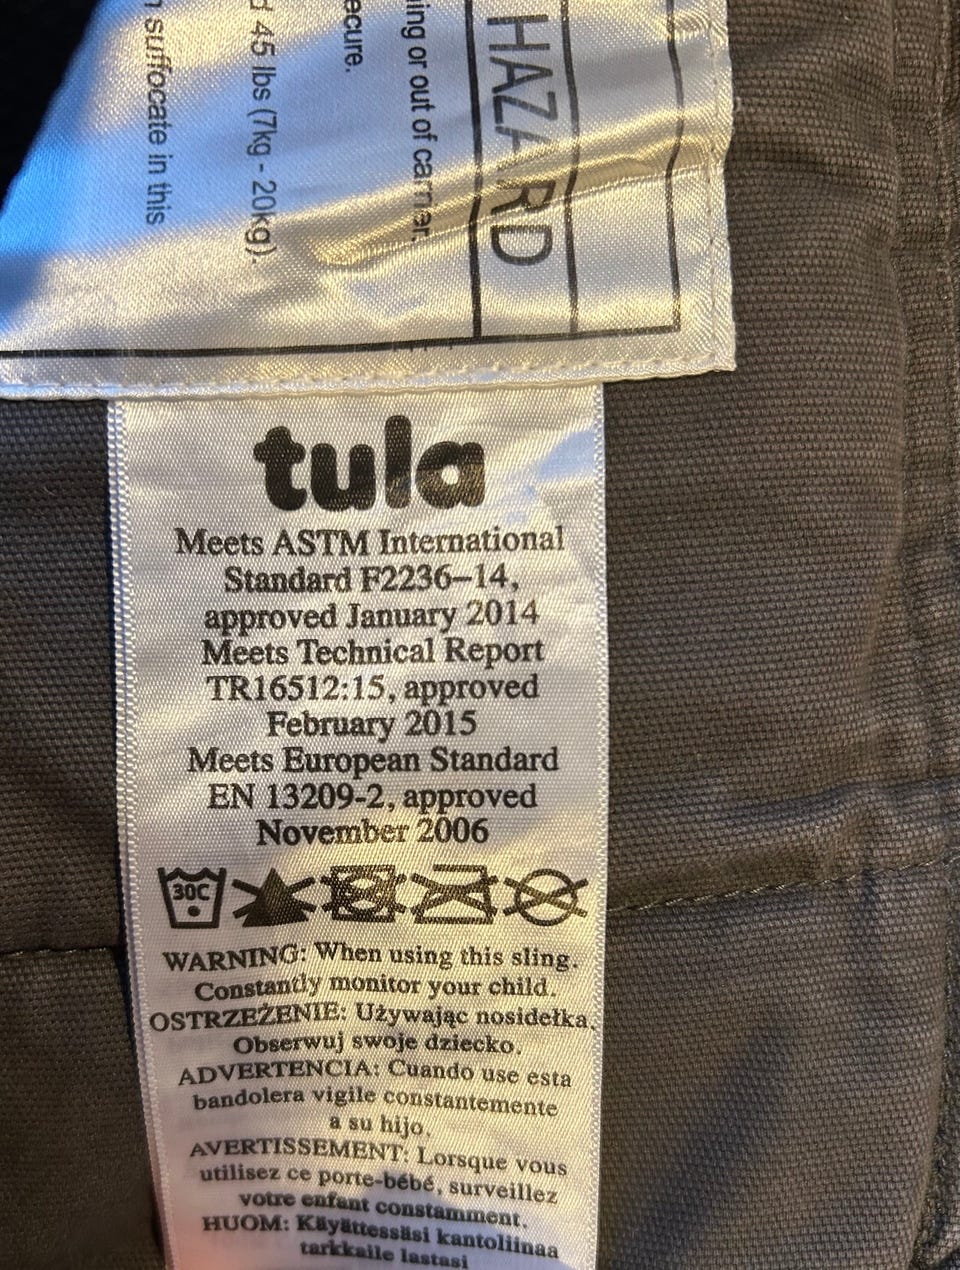 HAZARD
ing or out of carrier.
ecure.
45 lbs (7kg - 20kg).
suffocate in this
tula
Meets ASTM International
Standard F2236–14,
approved January 2014
Meets Technical Report
TR16512:15, approved
February 2015
Meets European Standard
EN 13209-2, approved
November 2006
30C
WARNING: When using this sling.
Constantly monitor your child.
OSTRZEŻENIE: Używając nosidełka,
Obserwuj swoje dziecko.
ADVERTENCIA: Cuando use esta
bandolera vigile constantemente
a su hijo.
AVERTISSEMENT: Lorsque vous
utilisez ce porte-bébé, surveillez
votre enfant constamment.
HUOM: Käyättessäsi kantoliinaa
tarkkaile lastasi